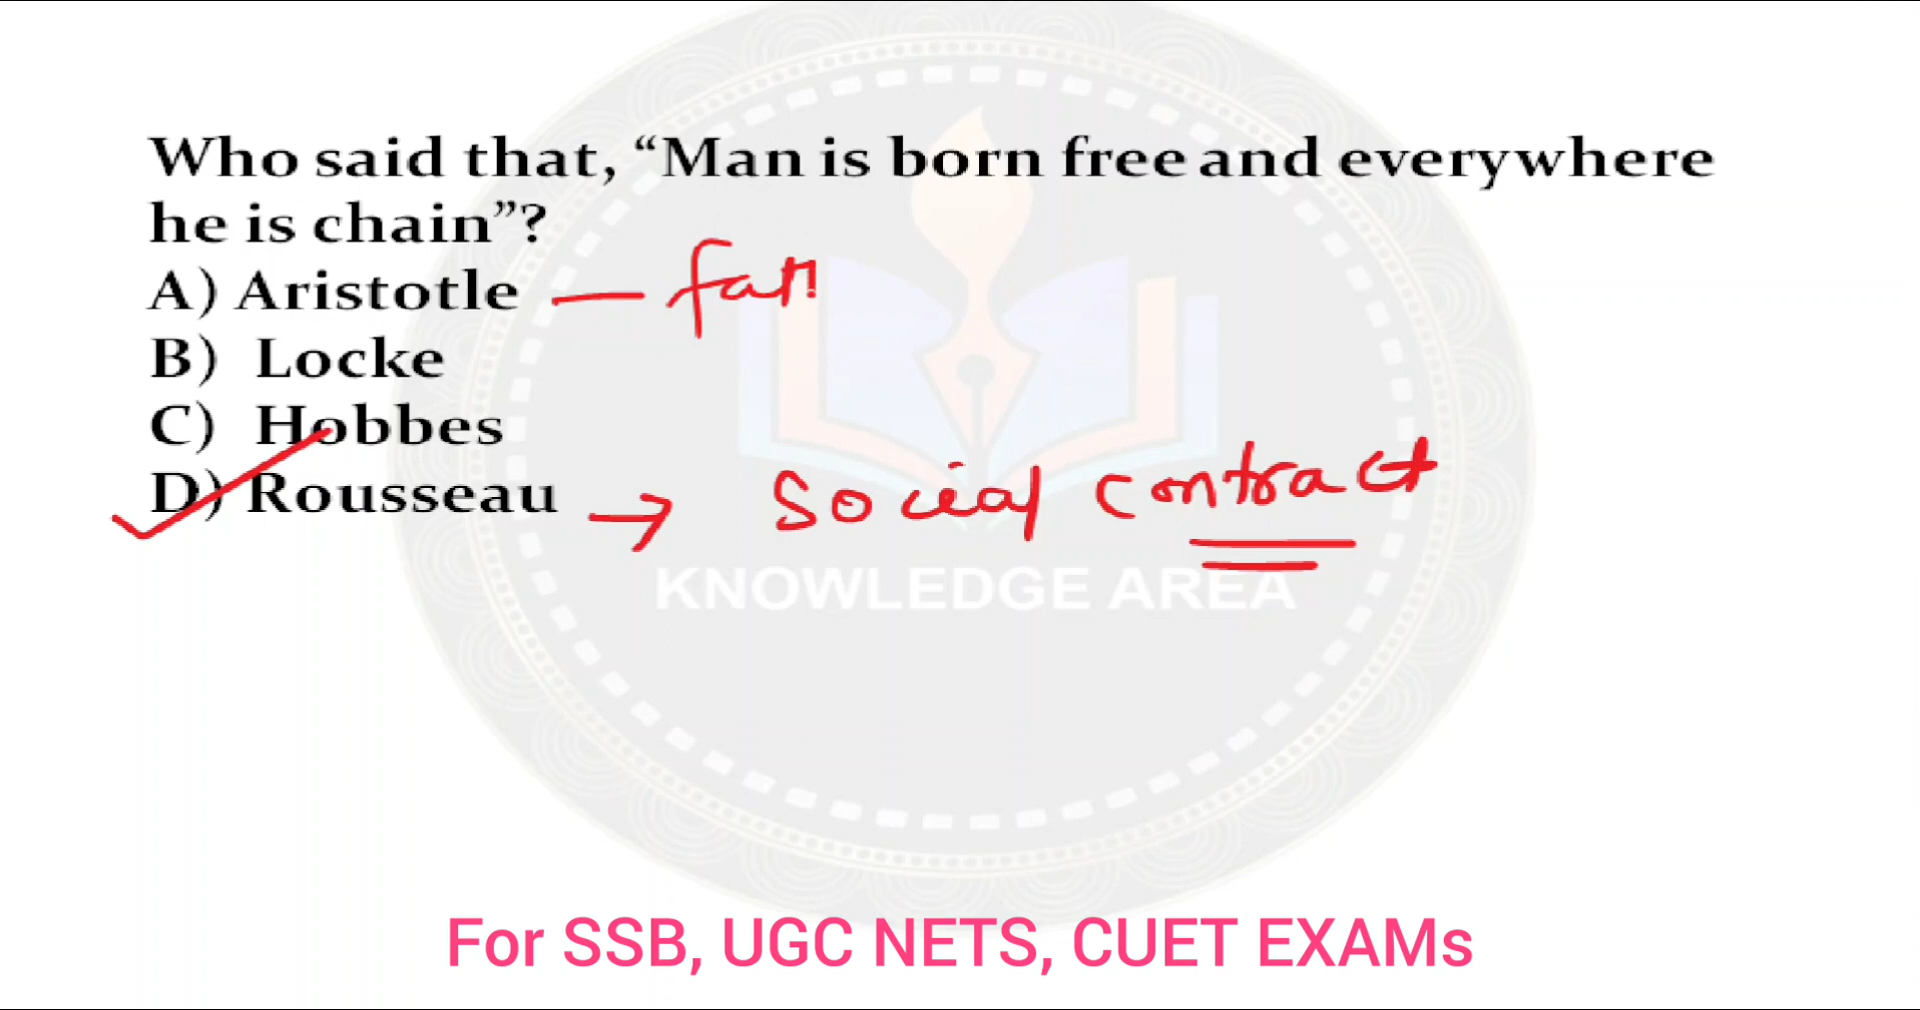 Who said that, “Man is born free and everywhere
he is chain”?
A) Aristotle —
B) Locke
C) Hobbes
D) Rousseau → Social contract
KNOWLEDGE AREA
For SSB, UGC NETS, CUET EXAMs